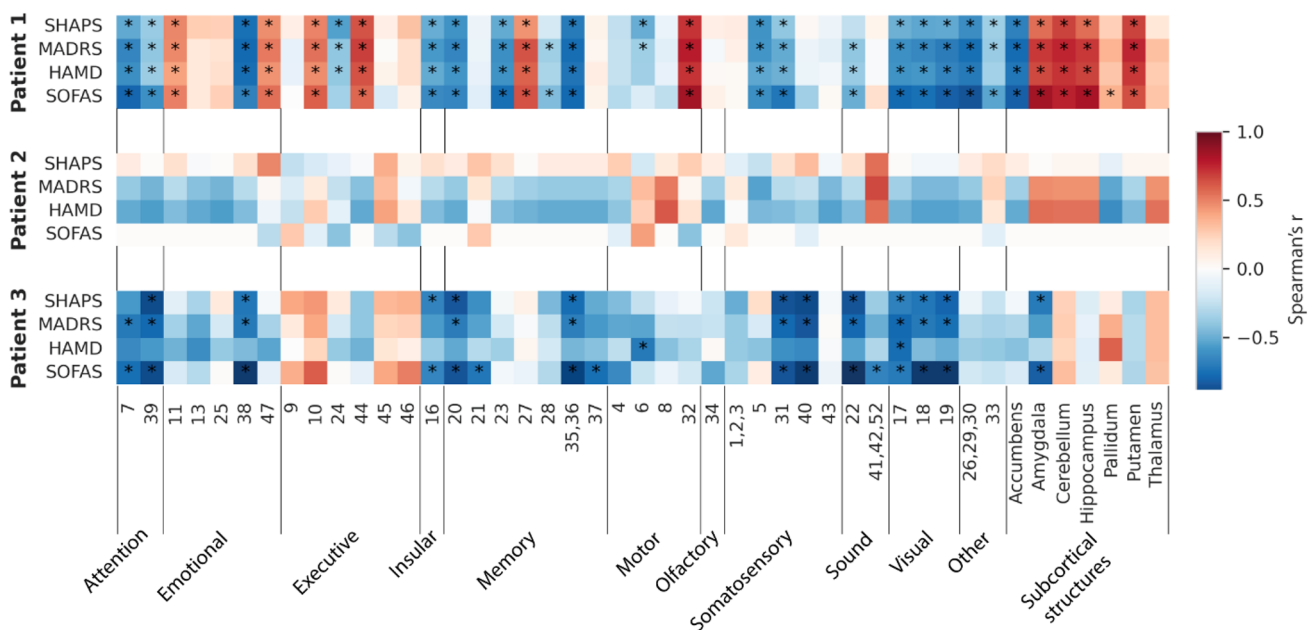 Patient 1
SHAPS * * * * * * * * * * * * * * * * * * * * * * * * * * * * *
MADRS * * * * * * * * * * * * * * * * * * * * * * * * * * * * * *
HAMD * * * * * * * * * * * * * * * * * * * * * * * * * * * *
SOFAS * * * * * * * * * * * * * * * * * * * * * * * * * * * * *
Patient 2
SHAPS
MADRS
HAMD
SOFAS
Patient 3
SHAPS * * * * * * * * * * * *
MADRS * * * * * * * * * * *
HAMD * *
SOFAS * * * * * * * * * * * * * * *
1.0
0.5
0.0
−0.5
Spearman's r
7 39 11 13 25 38 47 9 10 24 44 45 46 16 20 21 23 27 28 35,36 37 4 6 8 32 34 1,2,3 5 31 40 43 22 41,42,52 17 18 19 26,29,30 33 Accumbens Amygdala Cerebellum Hippocampus Pallidum Putamen Thalamus
Attention Emotional Executive Insular Memory Motor Olfactory Somatosensory Sound Visual Other Subcortical
structures